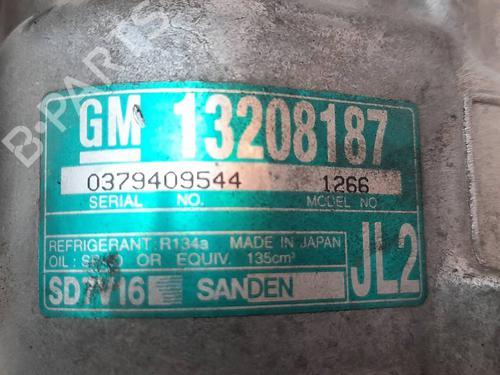 B-PARTS
GM 13208187
0379409544 1266
SERIAL NO. MODEL NO
REFRIGERANT: R134a MADE IN JAPAN
OIL: OR EQUIV. 135cm³
JL2
SD7V16 SANDEN